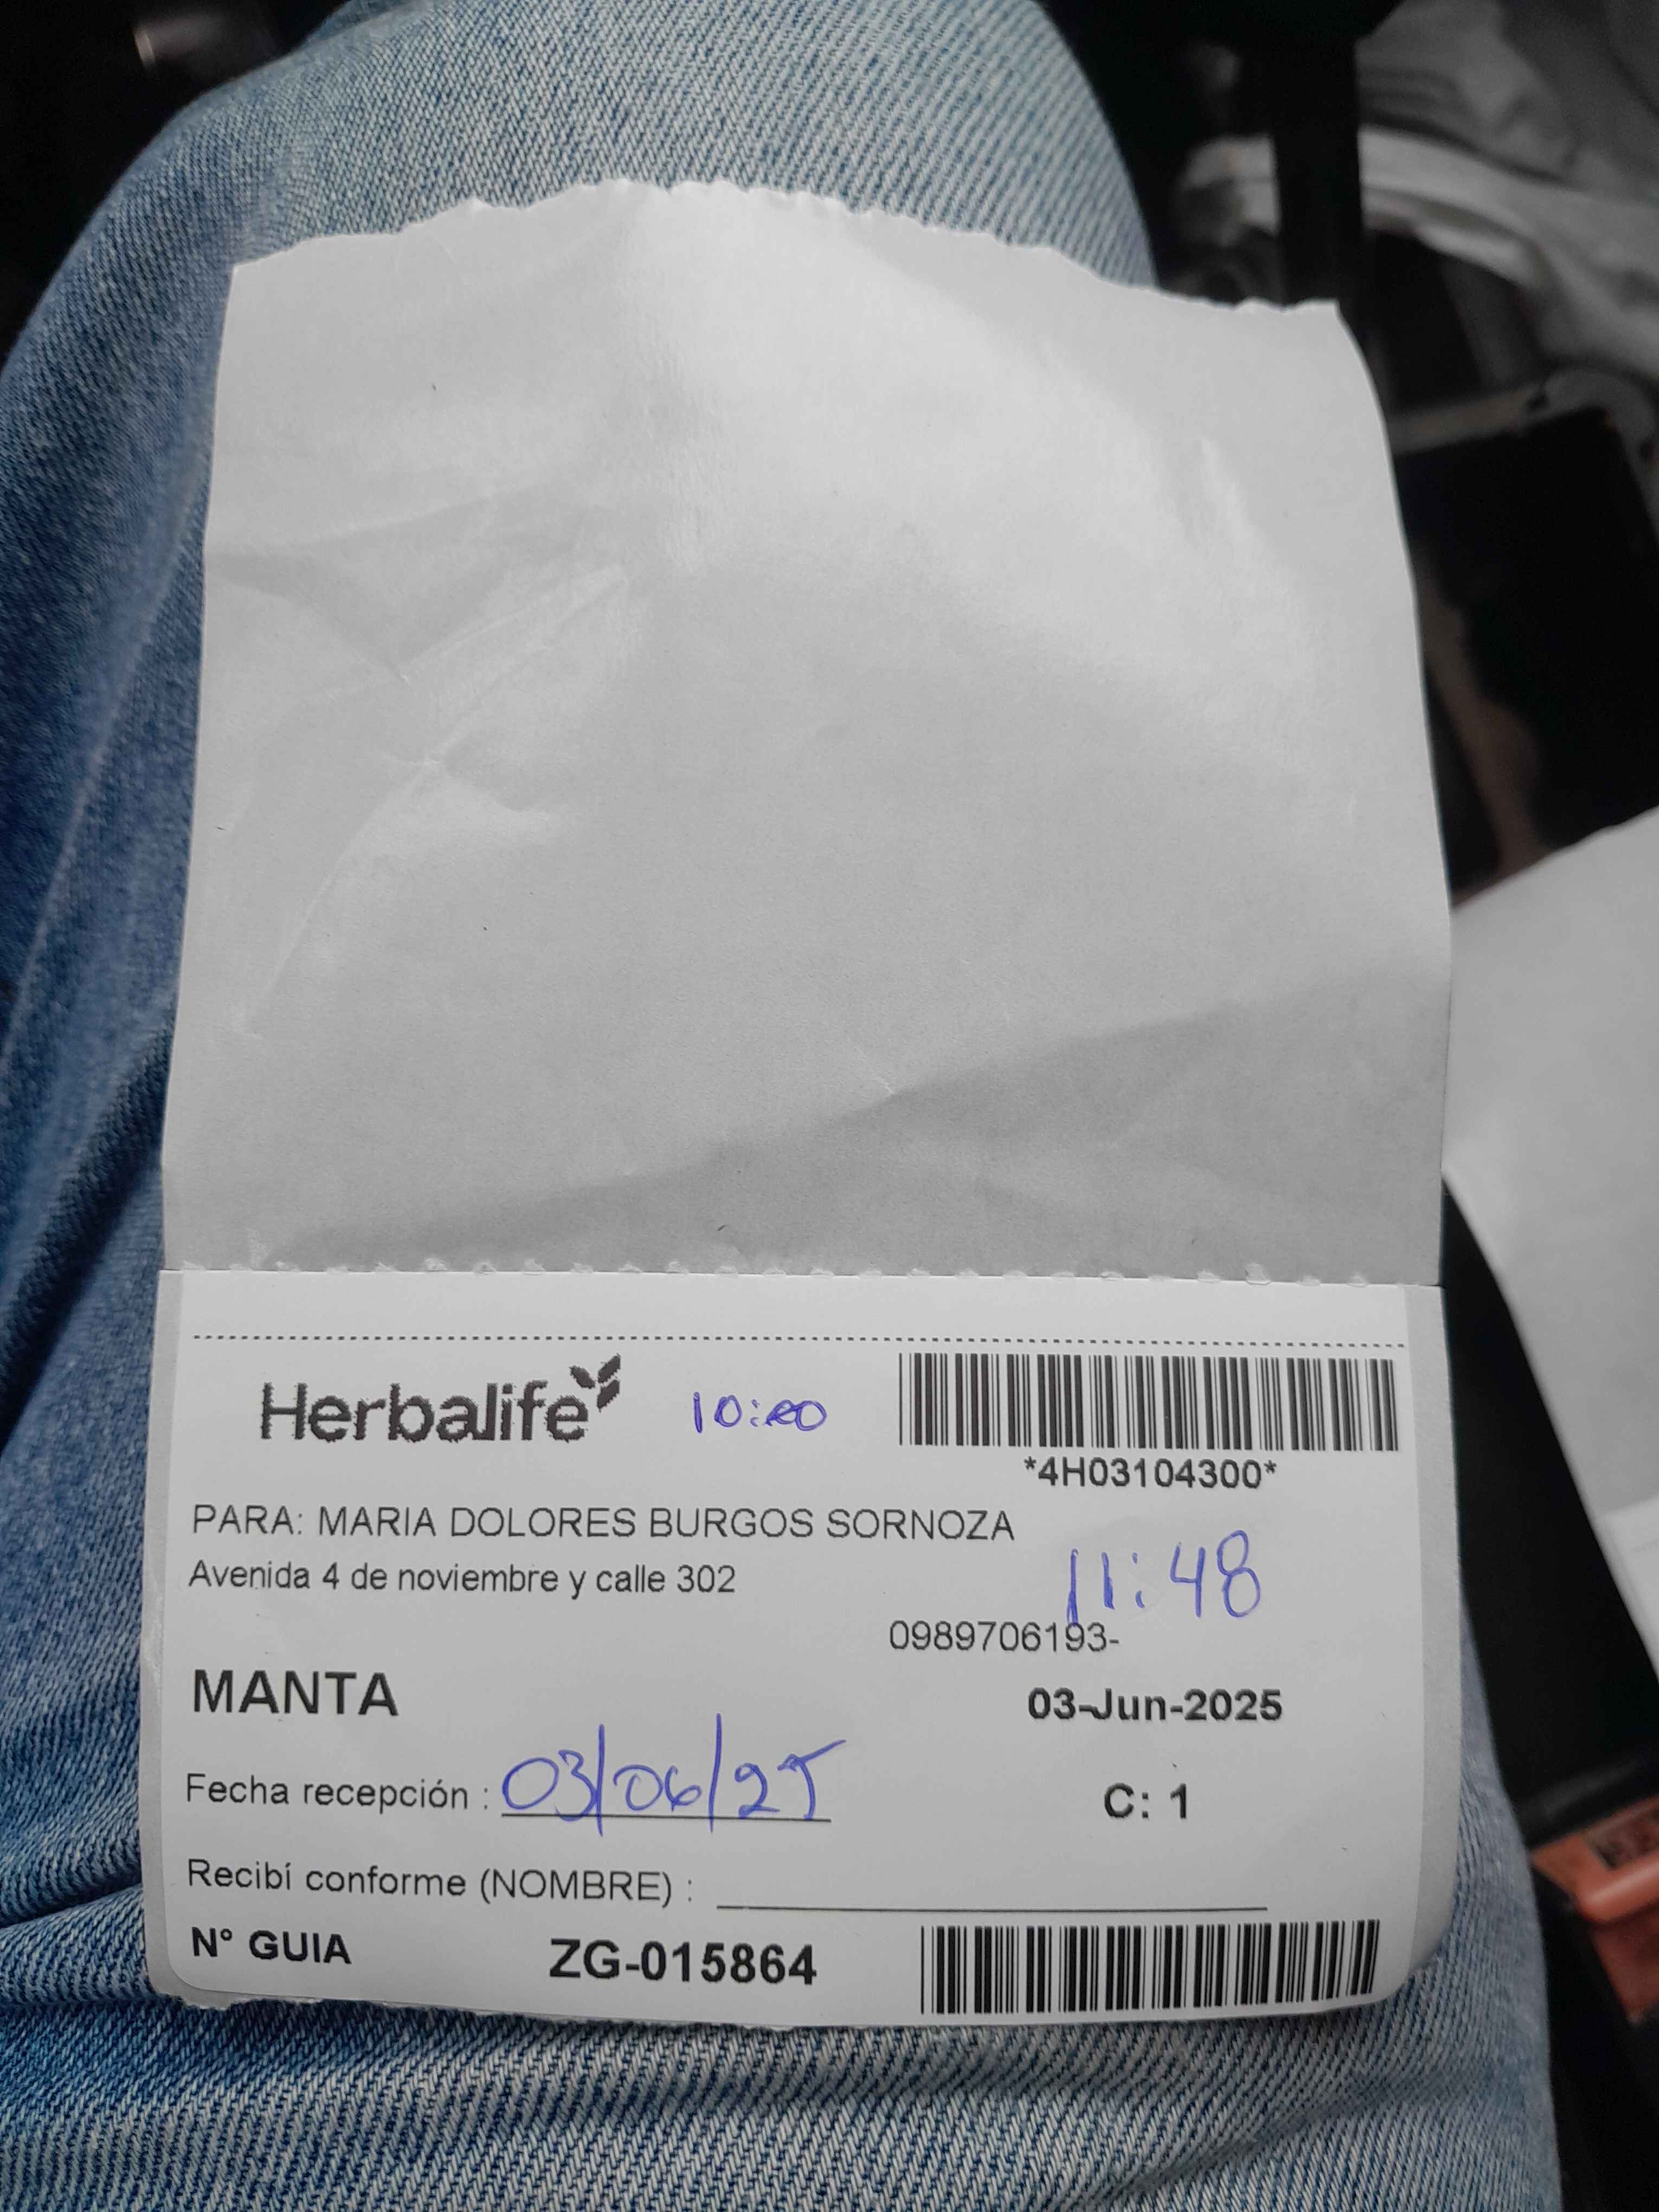 Herbalife 10:00
*4H03104300*
PARA: MARIA DOLORES BURGOS SORNOZA
Avenida 4 de noviembre y calle 302
11:48
0989706193-
MANTA
03-Jun-2025
Fecha recepción : 03/06/25
C: 1
Recibí conforme (NOMBRE) :
N° GUIA ZG-015864